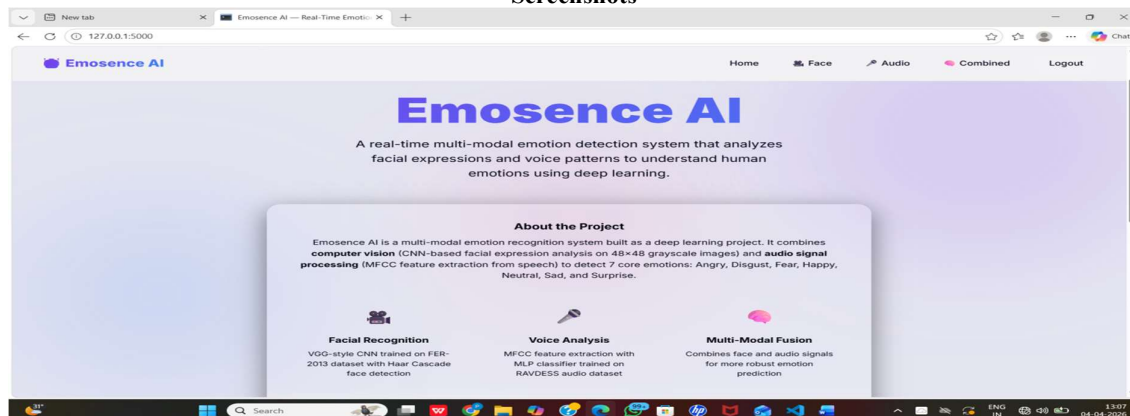 Screenshots
New tab
Emosence AI — Real-Time Emotio
127.0.0.1:5000
Chat
Emosence AI
Home
Face
Audio
Combined
Logout
Emosence AI
A real-time multi-modal emotion detection system that analyzes
facial expressions and voice patterns to understand human
emotions using deep learning.
About the Project
Emosence AI is a multi-modal emotion recognition system built as a deep learning project. It combines
computer vision (CNN-based facial expression analysis on 48×48 grayscale images) and audio signal
processing (MFCC feature extraction from speech) to detect 7 core emotions: Angry, Disgust, Fear, Happy,
Neutral, Sad, and Surprise.
Facial Recognition
VGG-style CNN trained on FER-
2013 dataset with Haar Cascade
face detection
Voice Analysis
MFCC feature extraction with
MLP classifier trained on
RAVDESS audio dataset
Multi-Modal Fusion
Combines face and audio signals
for more robust emotion
prediction
31°
Search
99+
ENG
IN
13:07
04-04-2026